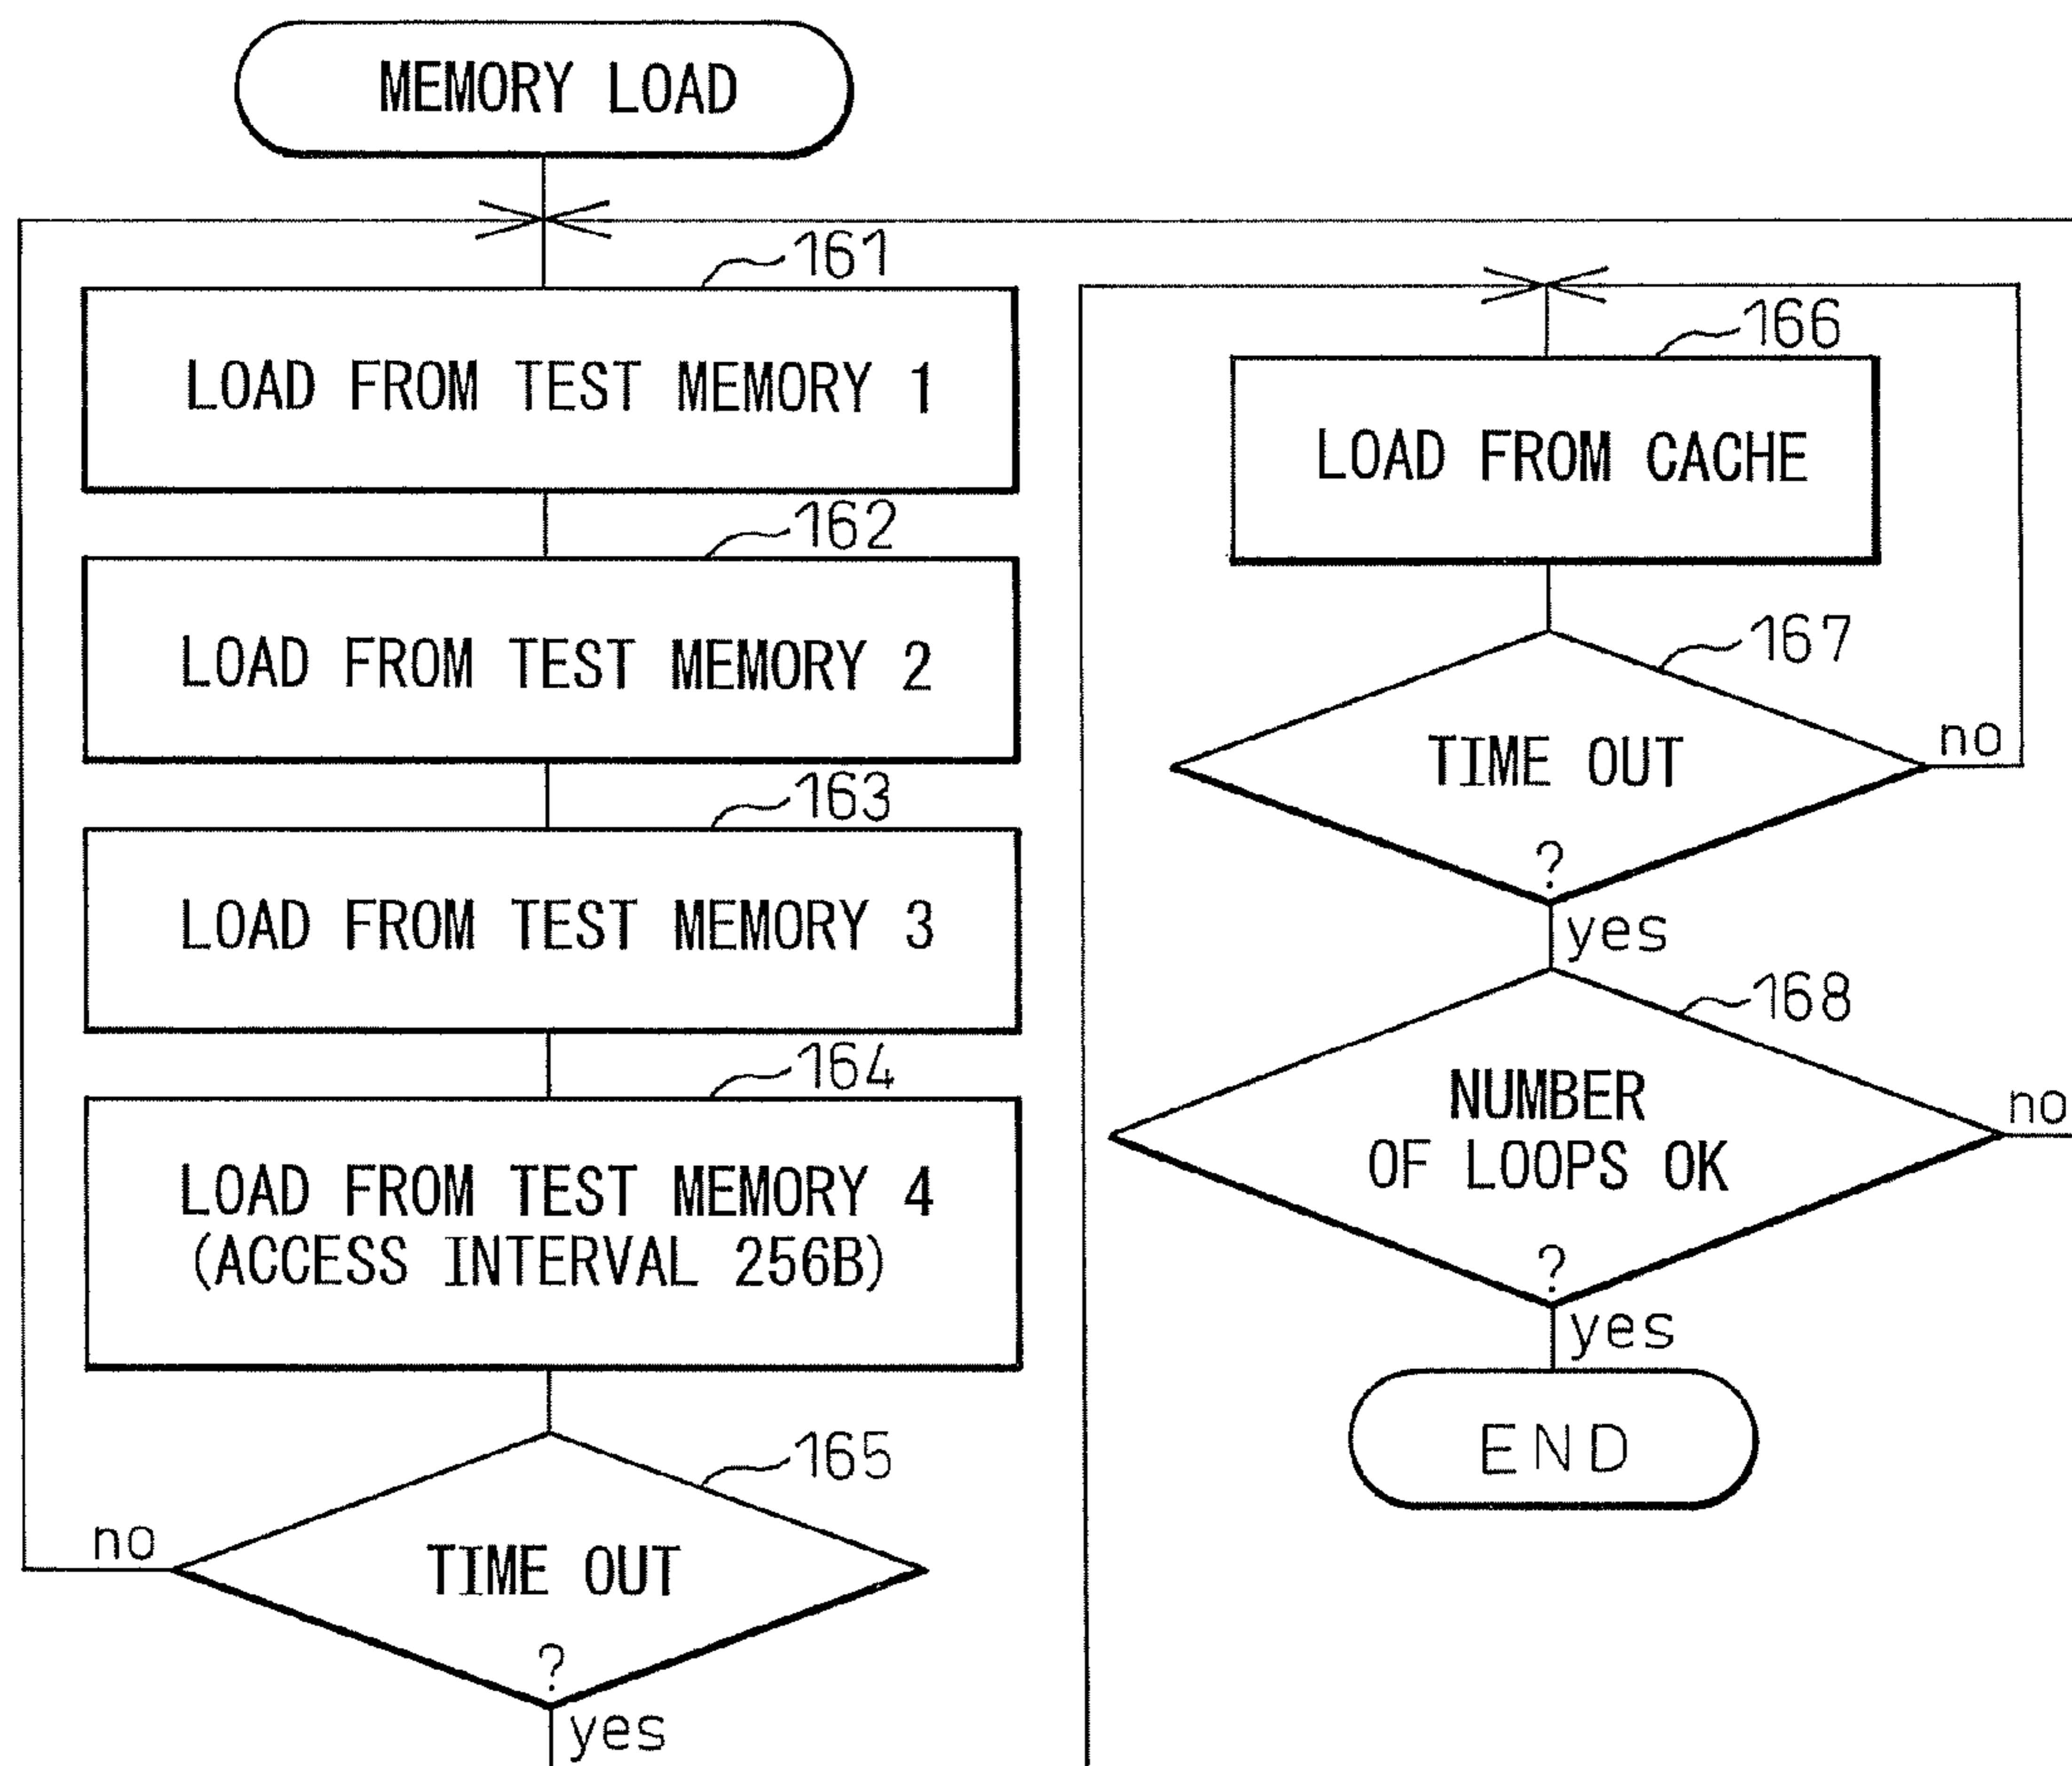 MEMORY LOAD
161
LOAD FROM TEST MEMORY 1
162
LOAD FROM TEST MEMORY 2
163
LOAD FROM TEST MEMORY 3
164
LOAD FROM TEST MEMORY 4
(ACCESS INTERVAL 256B)
165
no
TIME OUT
?
yes
166
LOAD FROM CACHE
167
TIME OUT
no
?
yes
168
NUMBER
no
OF LOOPS OK
?
yes
END